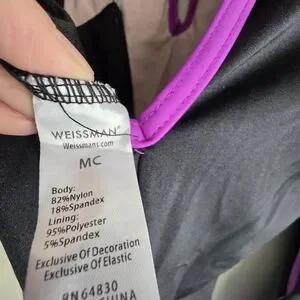 WEISSMAN®
Weissmans.com
MC
Body:
82%Nylon
18%Spandex
Lining:
95%Polyester
5%Spandex
Exclusive Of Decoration
Exclusive Of Elastic
RN 64830
CHINA